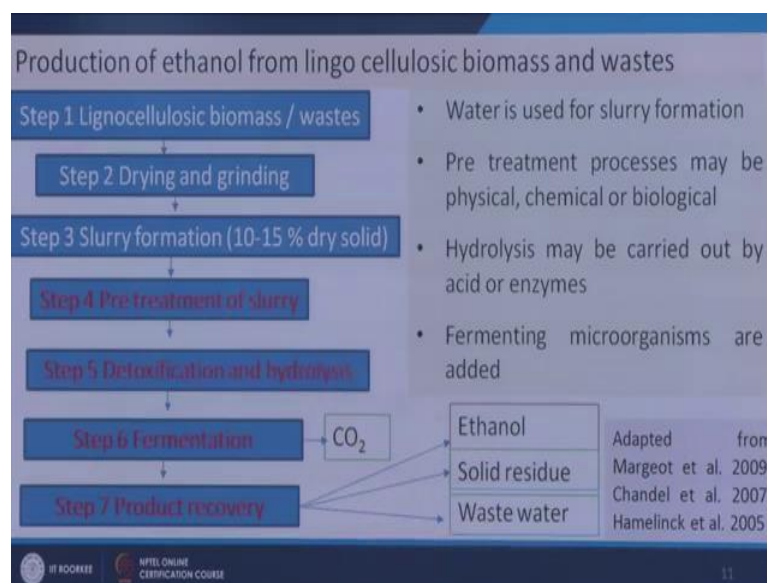 Production of ethanol from lingo cellulosic biomass and wastes
Step 1 Lignocellulosic biomass / wastes
Step 2 Drying and grinding
Step 3 Slurry formation (10-15 % dry solid)
Step 4 Pre treatment of slurry
Step 5 Detoxification and hydrolysis
Step 6 Fermentation
CO₂
Step 7 Product recovery
• Water is used for slurry formation
• Pre treatment processes may be
physical, chemical or biological
• Hydrolysis may be carried out by
acid or enzymes
• Fermenting microorganisms are
added
Ethanol
Solid residue
Waste water
Adapted from
Margeot et al. 2009
Chandel et al. 2007
Hamelinck et al. 2005
IIT ROORKEE
NPTEL ONLINE
CERTIFICATION COURSE
11